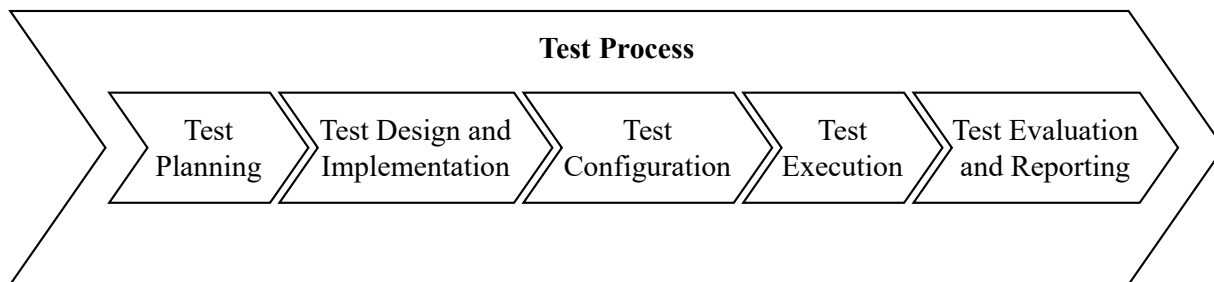 Test Process
Test
Planning
Test Design and
Implementation
Test
Configuration
Test
Execution
Test Evaluation
and Reporting